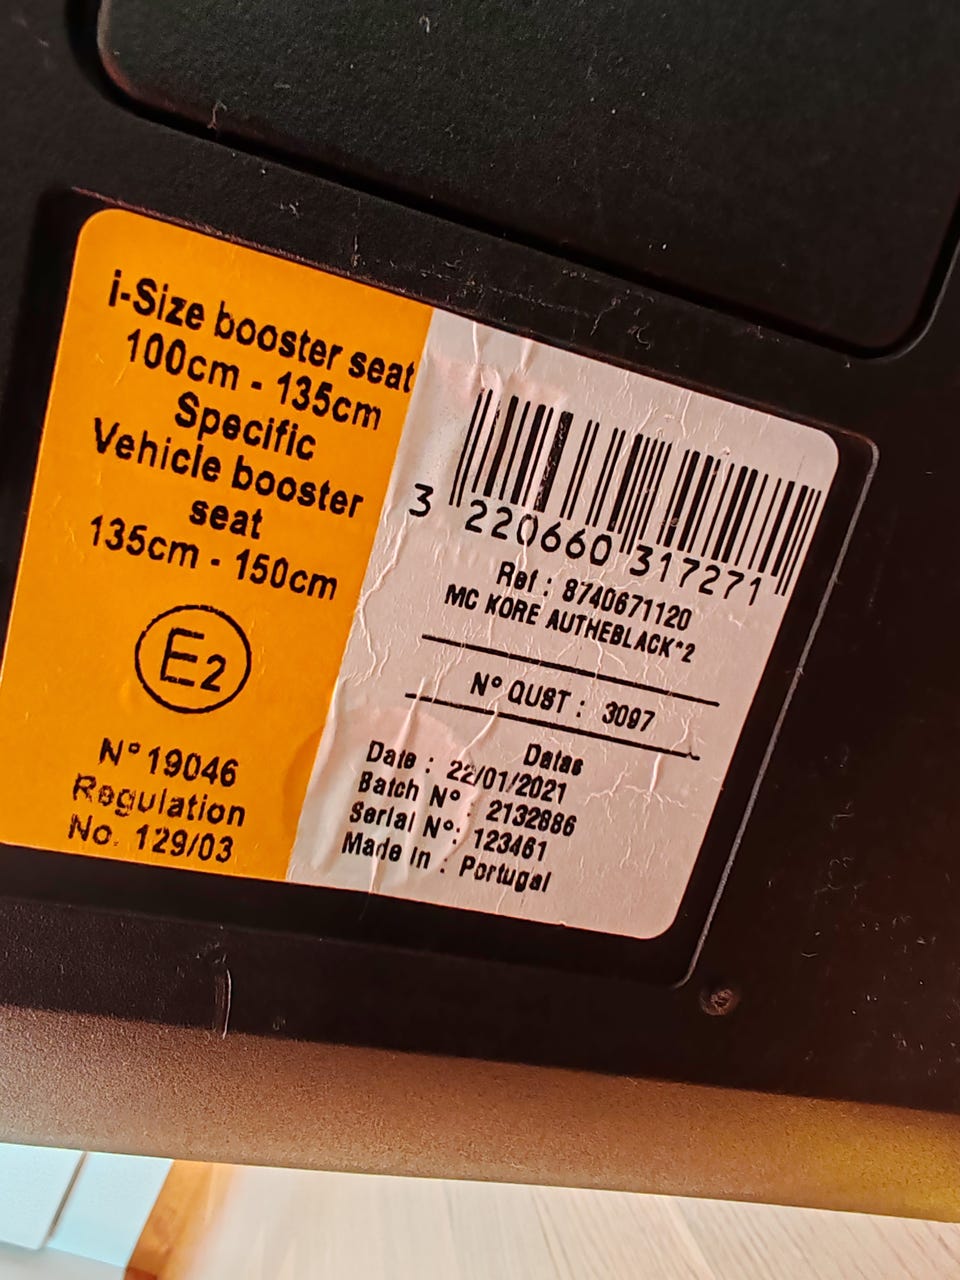 i-Size booster seat
100cm - 135cm
Specific
Vehicle booster
seat
135cm - 150cm
E2
N° 19046
Regulation
No. 129/03
3 220660 317271
Ref : 8740671120
MC KORE AUTHEBLACK*2
N° QUST : 3097
Datas
Date : 22/01/2021
Batch N° : 2132886
Serial N°: 123461
Made in : Portugal